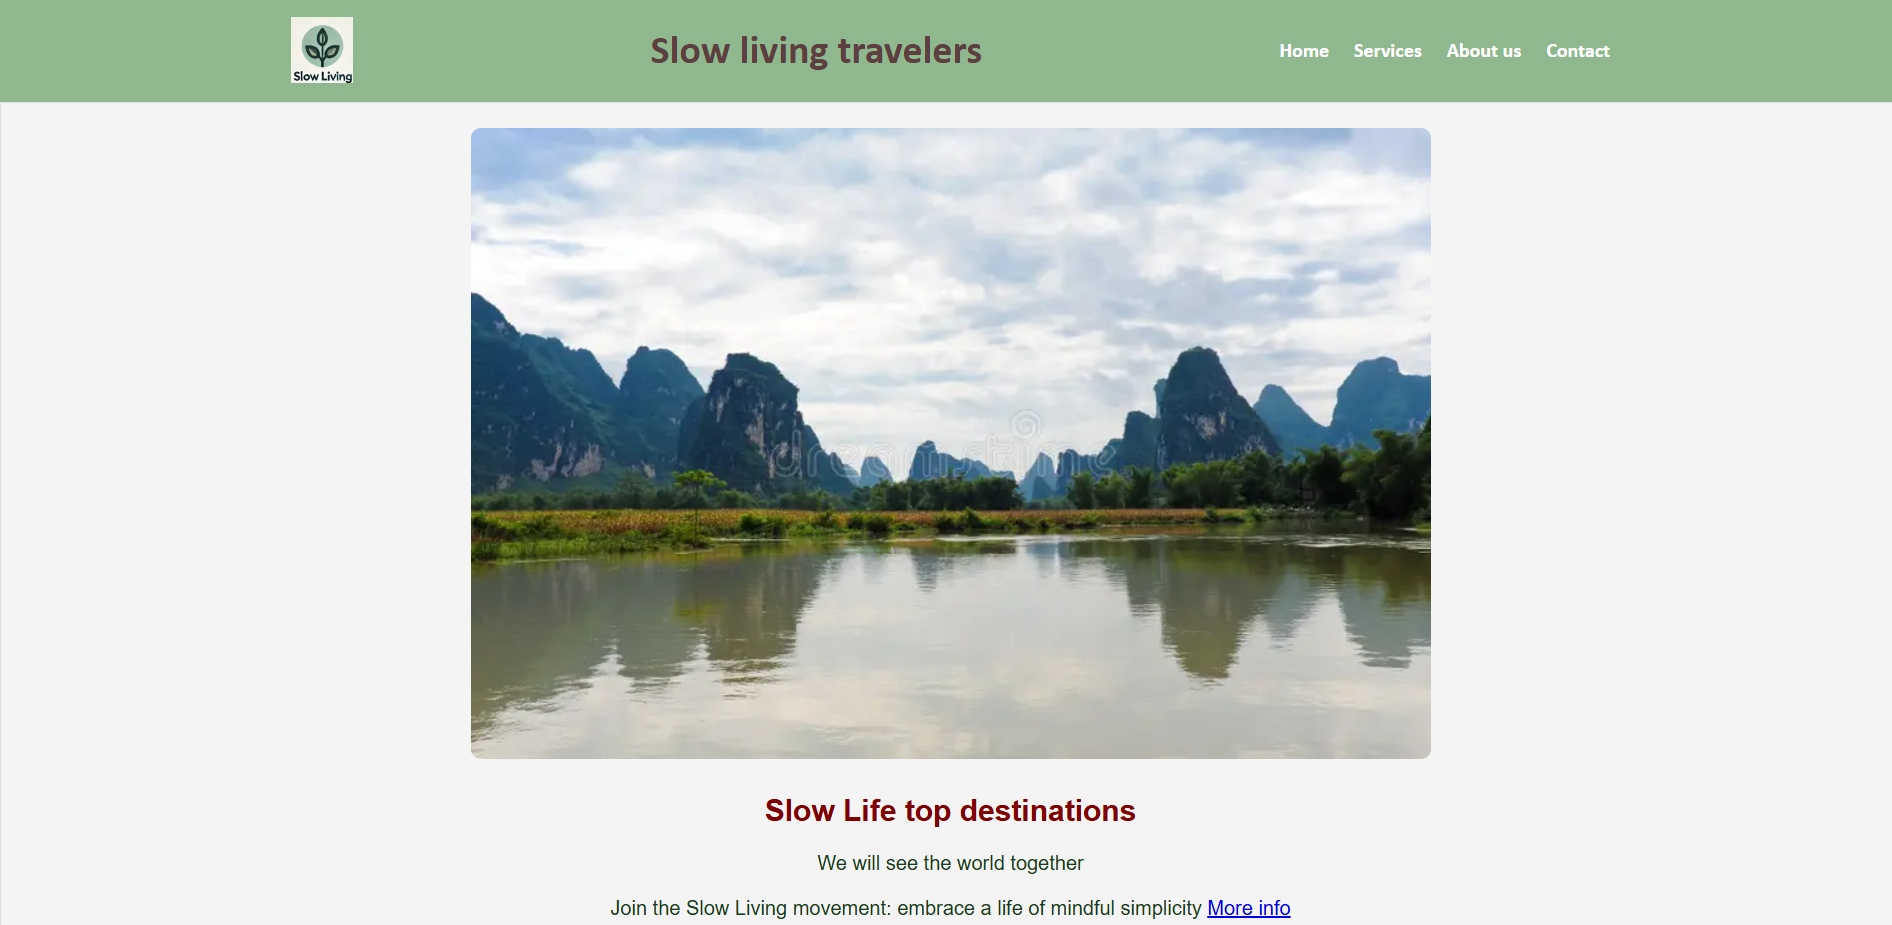 Slow Living
Slow living travelers
Home Services About us Contact
dreamstime
Slow Life top destinations
We will see the world together
Join the Slow Living movement: embrace a life of mindful simplicity More info